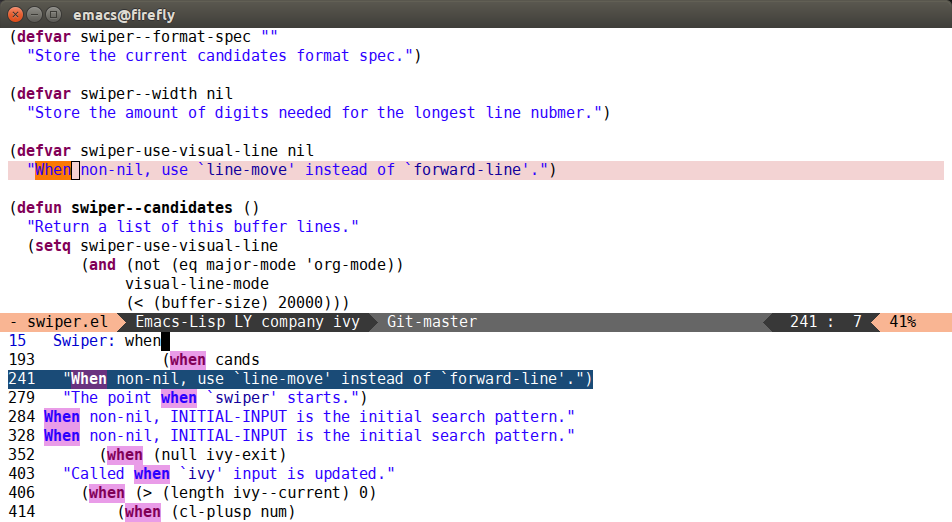 emacs@firefly
(defvar swiper--format-spec ""
  "Store the current candidates format spec.")
(defvar swiper--width nil
  "Store the amount of digits needed for the longest line nubmer.")
(defvar swiper-use-visual-line nil
  "When non-nil, use `line-move' instead of `forward-line'.")
(defun swiper--candidates ()
  "Return a list of this buffer lines."
  (setq swiper-use-visual-line
        (and (not (eq major-mode 'org-mode))
             visual-line-mode
             (< (buffer-size) 20000)))
- swiper.el Emacs-Lisp LY company ivy Git-master 241 : 7 41%
15   Swiper: when
193              (when cands
241   "When non-nil, use `line-move' instead of `forward-line'.")
279   "The point when `swiper' starts.")
284 When non-nil, INITIAL-INPUT is the initial search pattern."
328 When non-nil, INITIAL-INPUT is the initial search pattern."
352       (when (null ivy-exit)
403   "Called when `ivy' input is updated."
406     (when (> (length ivy--current) 0)
414         (when (cl-plusp num)